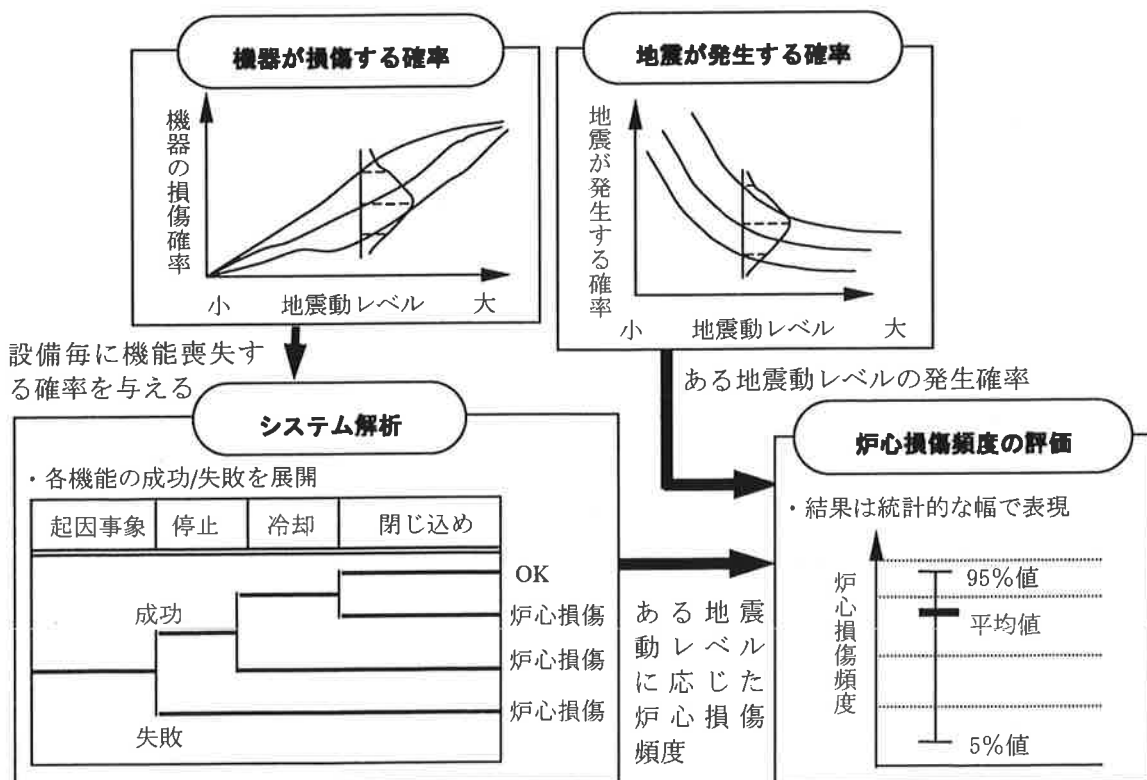 機器が損傷する確率
機器の損傷確率
小 地震動レベル 大
地震が発生する確率
地震が発生する確率
小 地震動レベル 大
設備毎に機能喪失す
る確率を与える
ある地震動レベルの発生確率
システム解析
・各機能の成功/失敗を展開
起因事象 停止 冷却 閉じ込め
成功
失敗
OK
炉心損傷
炉心損傷
炉心損傷
ある地震
動レベル
に応じた
炉心損傷
頻度
炉心損傷頻度の評価
・結果は統計的な幅で表現
炉心損傷頻度
95%値
平均値
5%値